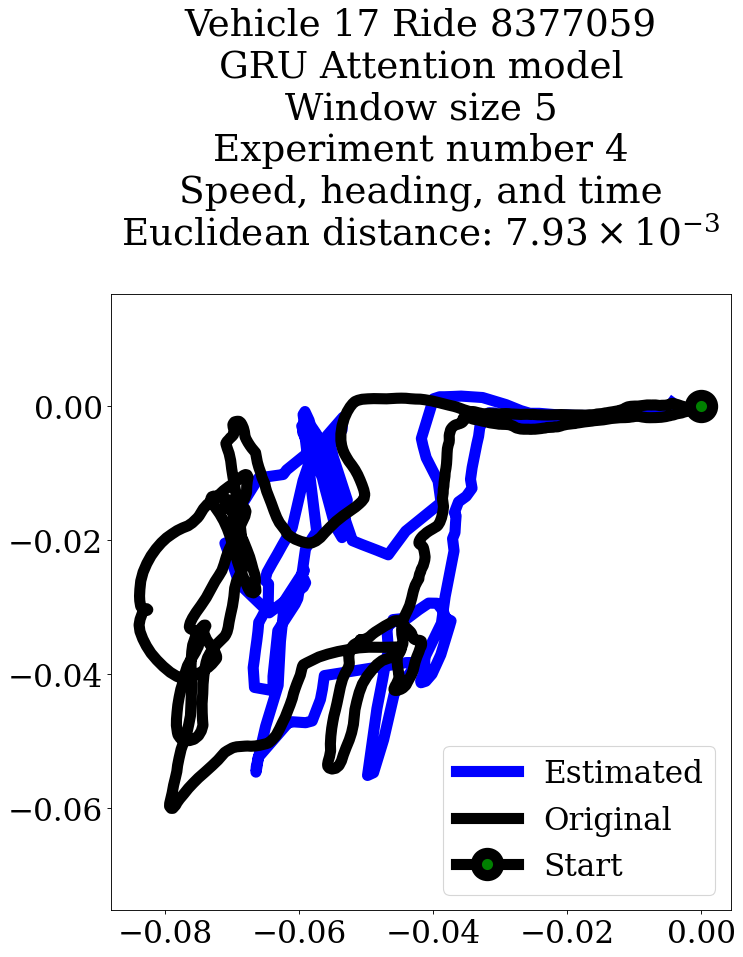 Vehicle 17 Ride 8377059
GRU Attention model
Window size 5
Experiment number 4
Speed, heading, and time
Euclidean distance: 7.93 × 10⁻³
0.00
−0.02
−0.04
−0.06
Estimated
Original
Start
−0.08 −0.06 −0.04 −0.02 0.00